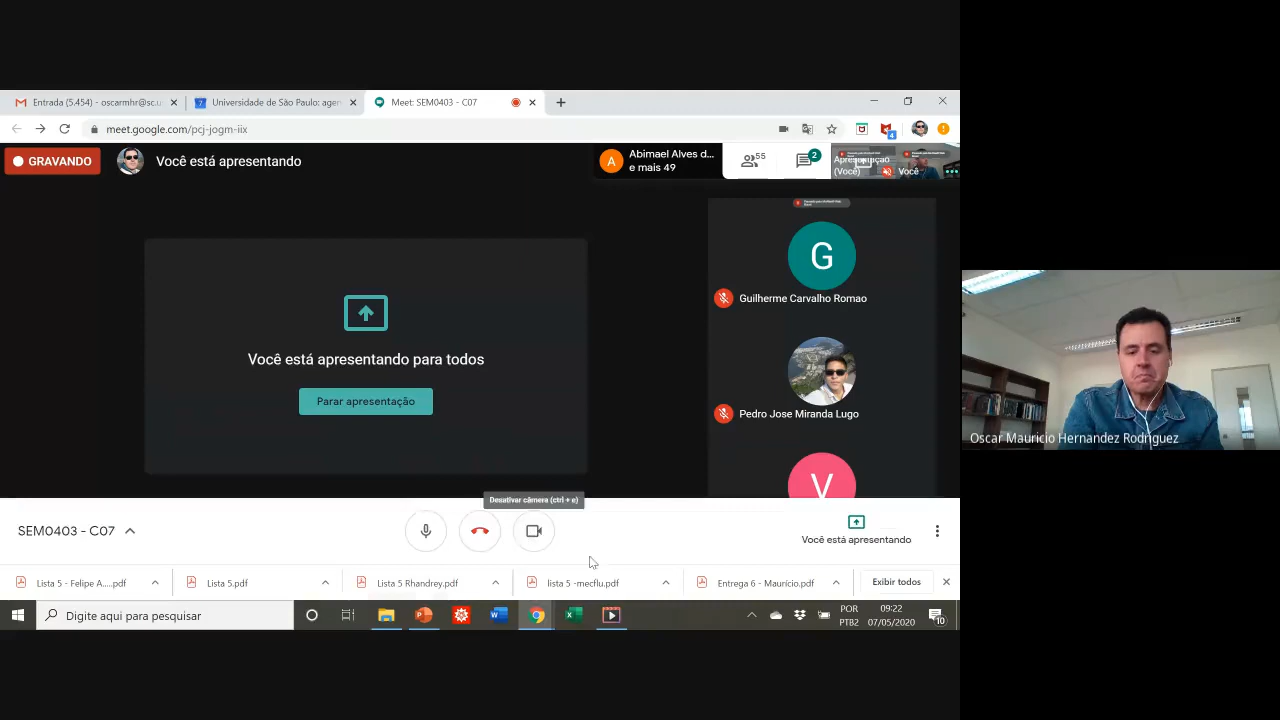 Entrada (5.454) - oscarmhr@sc.u
Universidade de São Paulo: agen
Meet: SEM0403 - C07
meet.google.com/pcj-jogm-iix
4
GRAVANDO
Você está apresentando
A
Abimael Alves d...
e mais 49
55
2
Apresentação
(Você)
Você
G
Guilherme Carvalho Romao
Você está apresentando para todos
Parar apresentação
Pedro Jose Miranda Lugo
V
Oscar Mauricio Hernandez Rodriguez
Desativar câmera (ctrl + e)
SEM0403 - C07
Você está apresentando
Lista 5 - Felipe A.....pdf
Lista 5.pdf
Lista 5 Rhandrey.pdf
lista 5 -mecflu.pdf
Entrega 6 - Maurício.pdf
Exibir todos
Digite aqui para pesquisar
POR
PTB2
09:22
07/05/2020
10